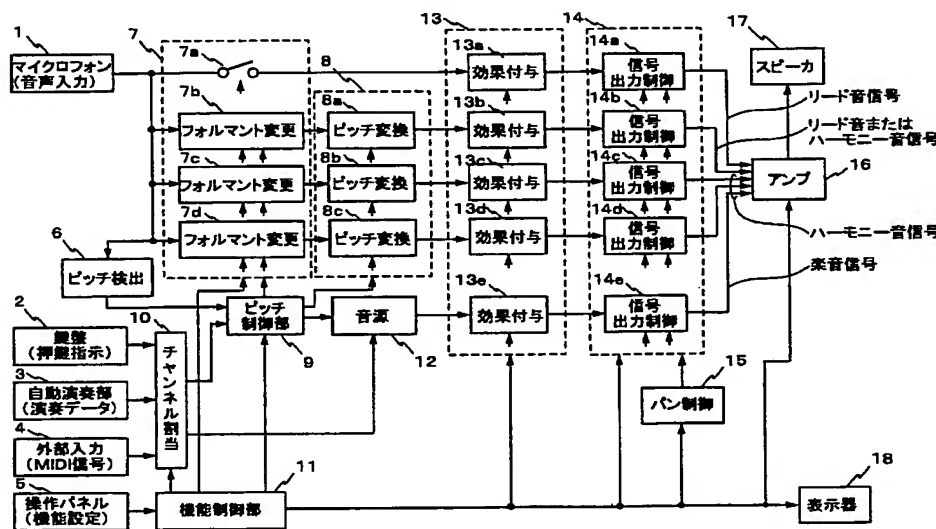 1
マイクロフォン
(音声入力)
7
7a
7b
フォルマント変更
7c
フォルマント変更
7d
フォルマント変更
8
8a
ピッチ変換
8b
ピッチ変換
8c
ピッチ変換
13
13a
効果付与
13b
効果付与
13c
効果付与
13d
効果付与
13e
効果付与
14
14a
信号
出力制御
14b
信号
出力制御
14c
信号
出力制御
14d
信号
出力制御
14e
信号
出力制御
17
スピーカ
リード音信号
リード音または
ハーモニー音信号
アンプ
16
ハーモニー音信号
楽音信号
6
ピッチ検出
2
鍵盤
(押鍵指示)
3
自動演奏部
(演奏データ)
4
外部入力
(MIDI信号)
5
操作パネル
(機能設定)
10
チャンネル割当
ピッチ
制御部
9
音源
12
11
機能制御部
15
パン制御
18
表示器